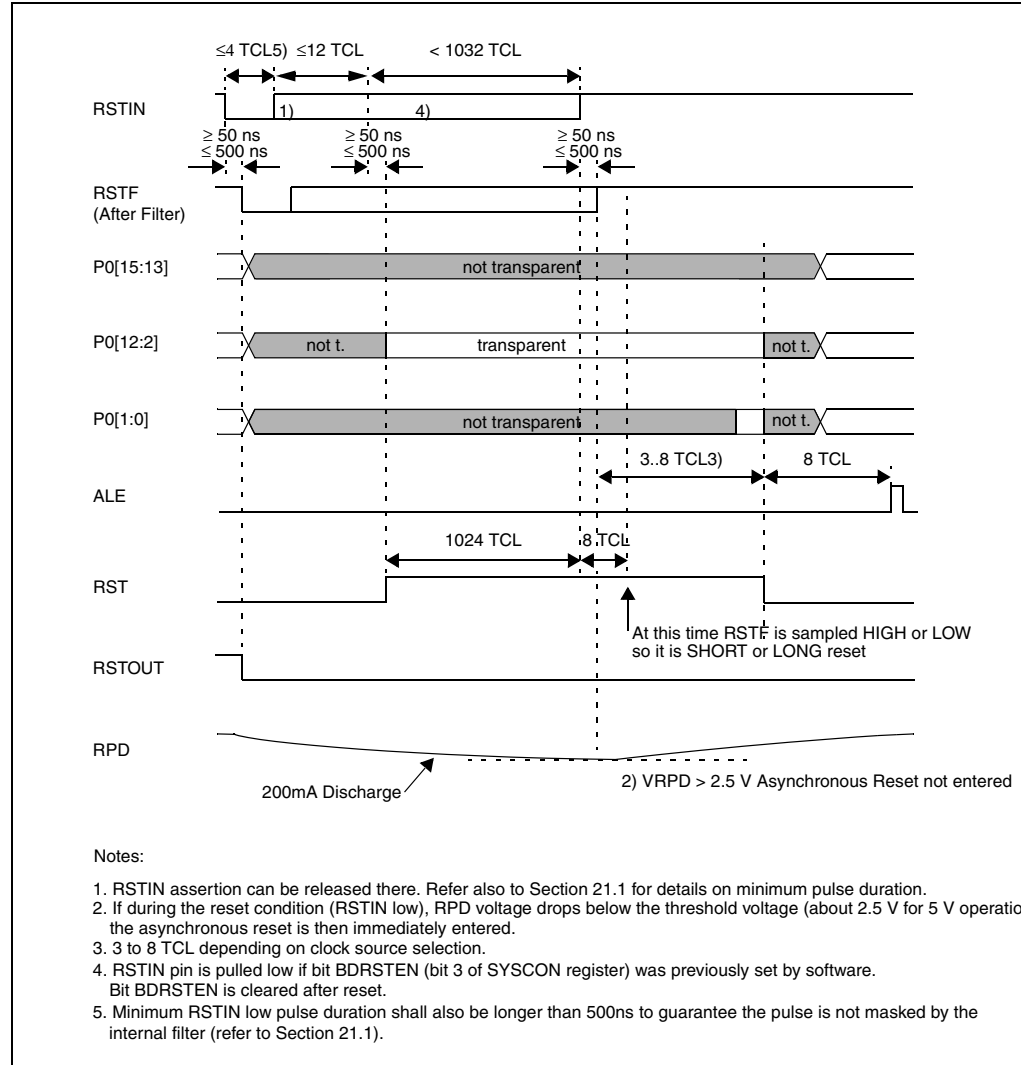 ≤4 TCL5) ≤12 TCL < 1032 TCL
RSTIN
1) 4)
≥ 50 ns ≥ 50 ns ≥ 50 ns
≤ 500 ns ≤ 500 ns ≤ 500 ns
RSTF
(After Filter)
P0[15:13] not transparent
P0[12:2] not t. transparent not t.
P0[1:0] not transparent not t.
3..8 TCL3) 8 TCL
ALE
1024 TCL 8 TCL
RST
At this time RSTF is sampled HIGH or LOW
so it is SHORT or LONG reset
RSTOUT
RPD
200mA Discharge
2) VRPD > 2.5 V Asynchronous Reset not entered
Notes:
1. RSTIN assertion can be released there. Refer also to Section 21.1 for details on minimum pulse duration.
2. If during the reset condition (RSTIN low), RPD voltage drops below the threshold voltage (about 2.5 V for 5 V operatio
the asynchronous reset is then immediately entered.
3. 3 to 8 TCL depending on clock source selection.
4. RSTIN pin is pulled low if bit BDRSTEN (bit 3 of SYSCON register) was previously set by software.
Bit BDRSTEN is cleared after reset.
5. Minimum RSTIN low pulse duration shall also be longer than 500ns to guarantee the pulse is not masked by the
internal filter (refer to Section 21.1).